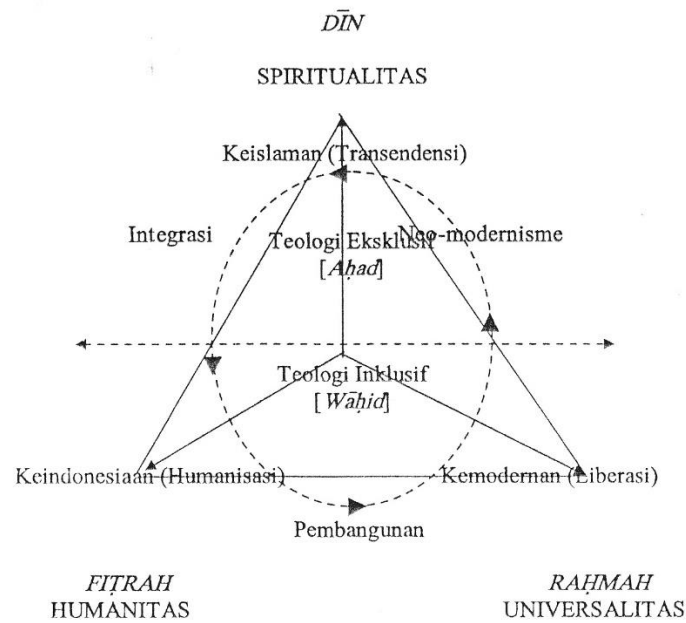 DĪN
SPIRITUALITAS
Keislaman (Transendensi)
Integrasi
Neo-modernisme
Teologi Eksklusif
[Aḥad]
Teologi Inklusif
[Wāḥid]
Keindonesiaan (Humanisasi)
Kemodernan (Liberasi)
Pembangunan
FIṬRAH
HUMANITAS
RAḤMAH
UNIVERSALITAS